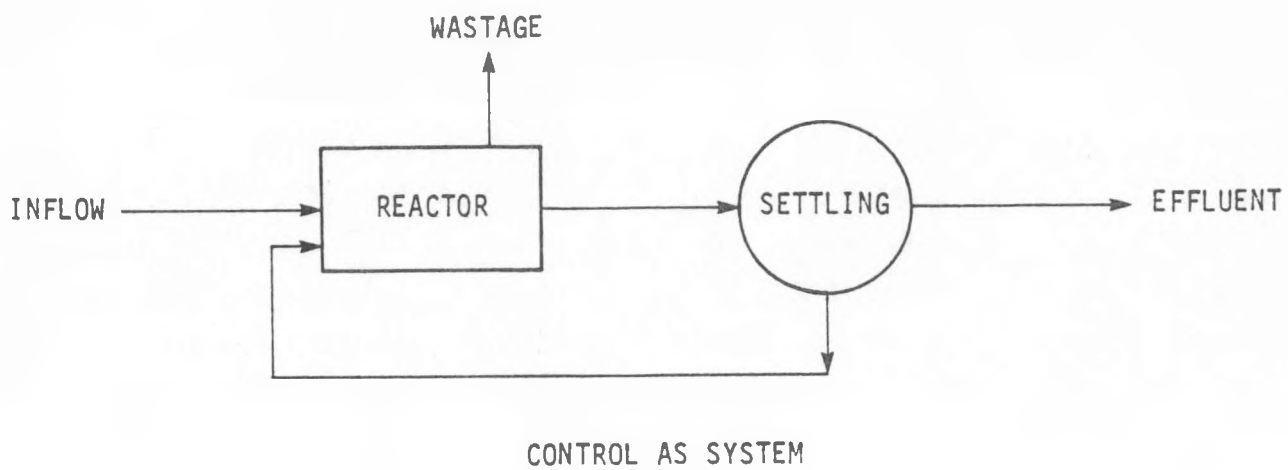 WASTAGE
INFLOW
REACTOR
SETTLING
EFFLUENT
CONTROL AS SYSTEM